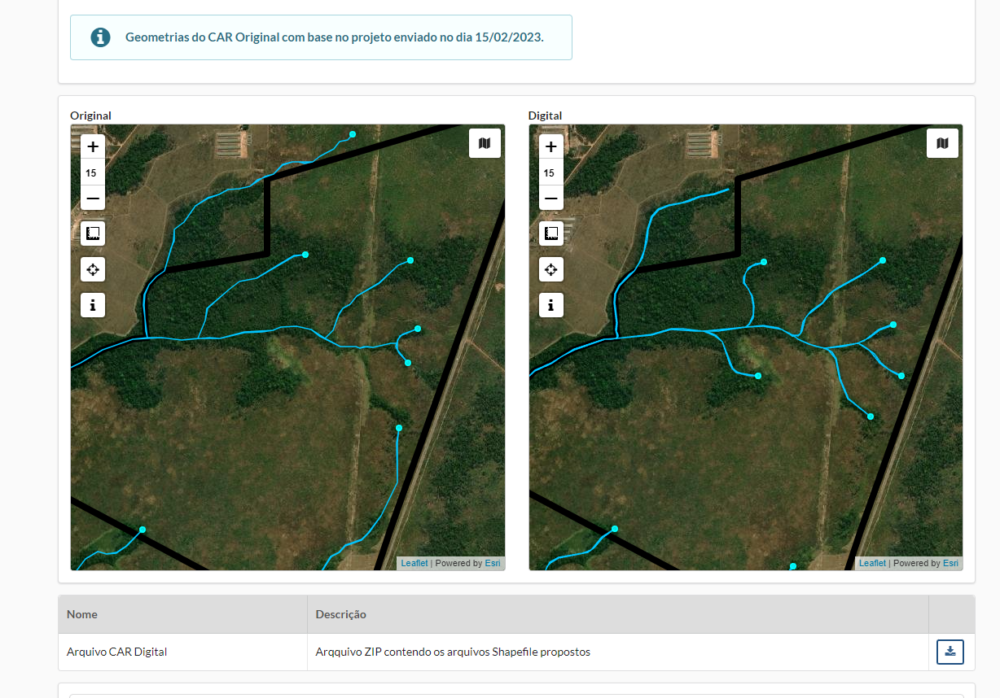 Geometrias do CAR Original com base no projeto enviado no dia 15/02/2023.
Original
Digital
+
15
−
+
15
−
Leaflet | Powered by Esri
Leaflet | Powered by Esri
Nome
Descrição
Arquivo CAR Digital
Arqquivo ZIP contendo os arquivos Shapefile propostos